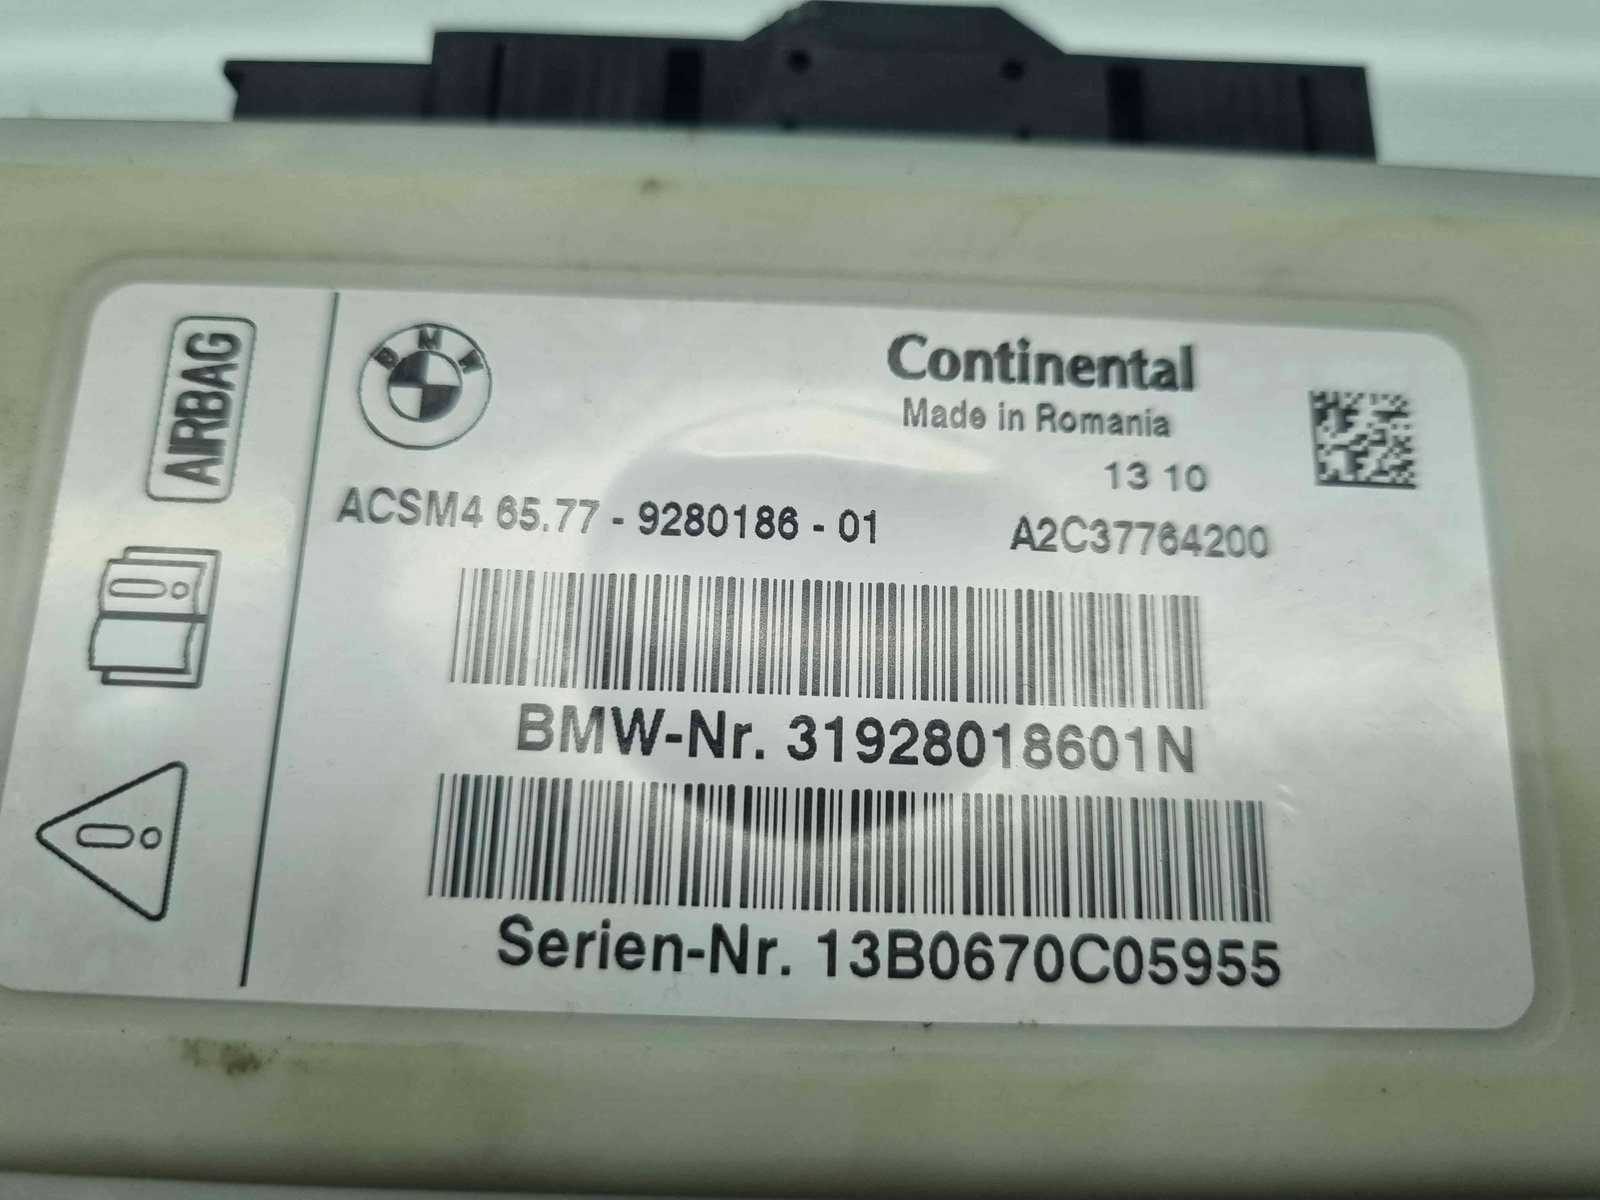 AIRBAG
BMW
Continental
Made in Romania
13 10
ACSM4 65.77 - 9280186 - 01
A2C37764200
BMW-Nr. 31928018601N
Serien-Nr. 13B0670C05955